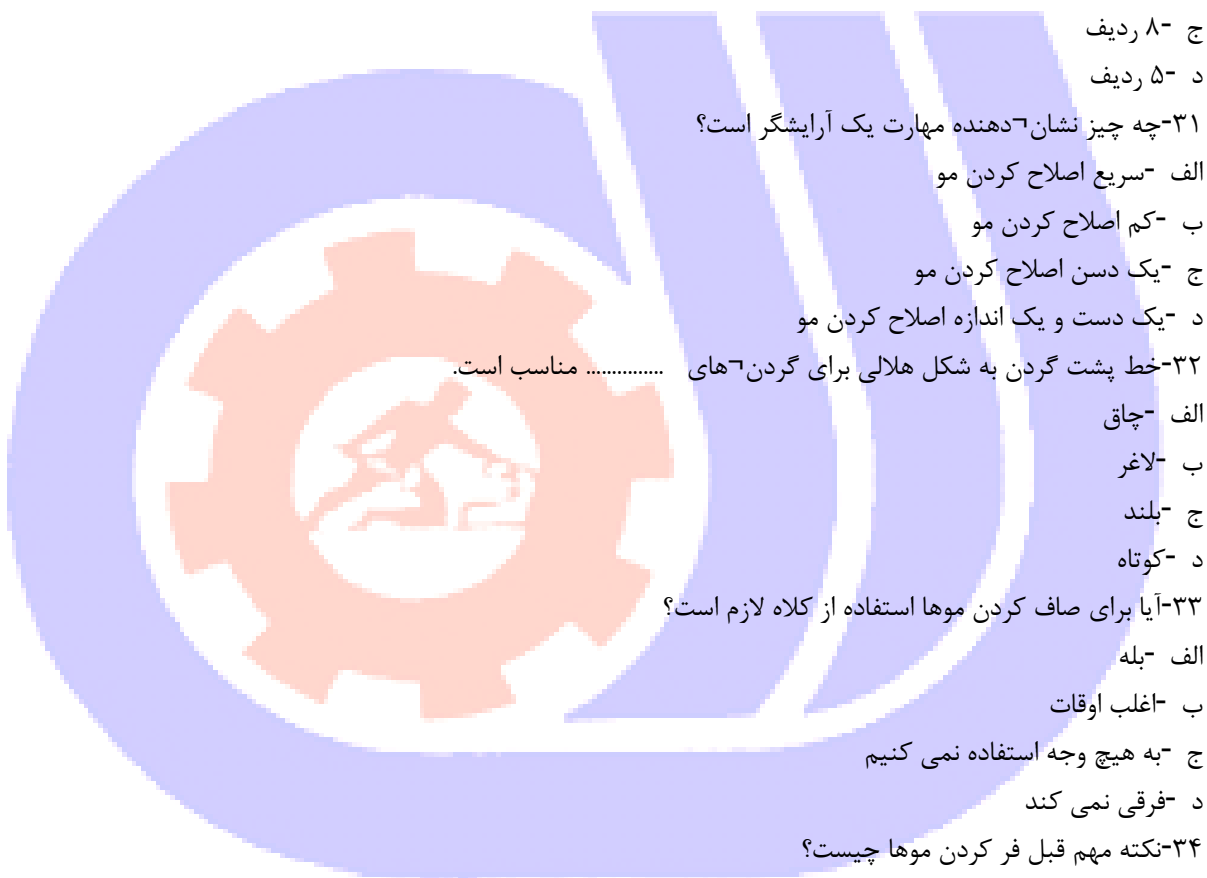 ج -۸ ردیف
د -۵ ردیف
۳۱-چه چیز نشان¬دهنده مهارت یک آرایشگر است؟
الف -سریع اصلاح کردن مو
ب -کم اصلاح کردن مو
ج -یک دسن اصلاح کردن مو
د -یک دست و یک اندازه اصلاح کردن مو
۳۲-خط پشت گردن به شکل هلالی برای گردن¬های ............... مناسب است.
الف -چاق
ب -لاغر
ج -بلند
د -کوتاه
۳۳-آیا برای صاف کردن موها استفاده از کلاه لازم است؟
الف -بله
ب -اغلب اوقات
ج -به هیچ وجه استفاده نمی کنیم
د -فرقی نمی کند
۳۴-نکته مهم قبل فر کردن موها چیست؟